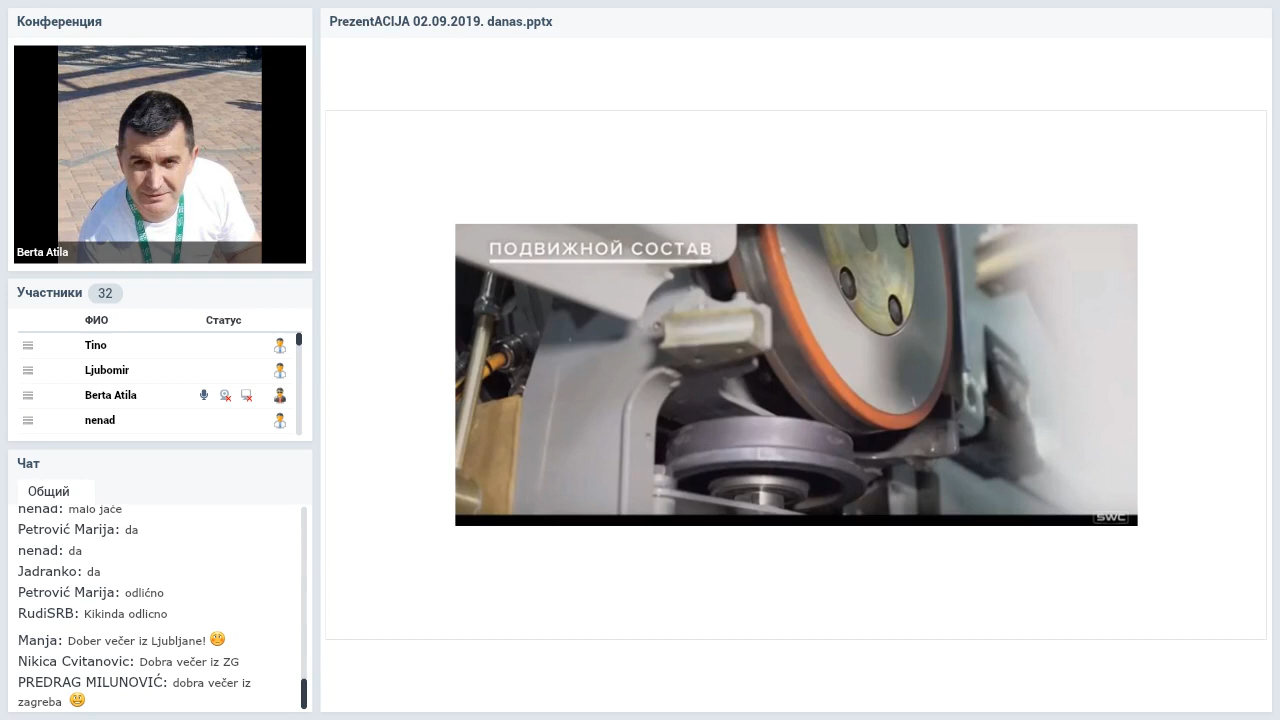 Конференция
Berta Atila
Участники 32
ФИО Статус
Tino
Ljubomir
Berta Atila
nenad
Чат
Общий
nenad: malo jače
Petrović Marija: da
nenad: da
Jadranko: da
Petrović Marija: odlićno
RudiSRB: Kikinda odlicno
Manja: Dober večer iz Ljubljane!
Nikica Cvitanovic: Dobra večer iz ZG
PREDRAG MILUNOVIĆ: dobra večer iz
zagreba
PrezentACIJA 02.09.2019. danas.pptx
ПОДВИЖНОЙ СОСТАВ
SWC